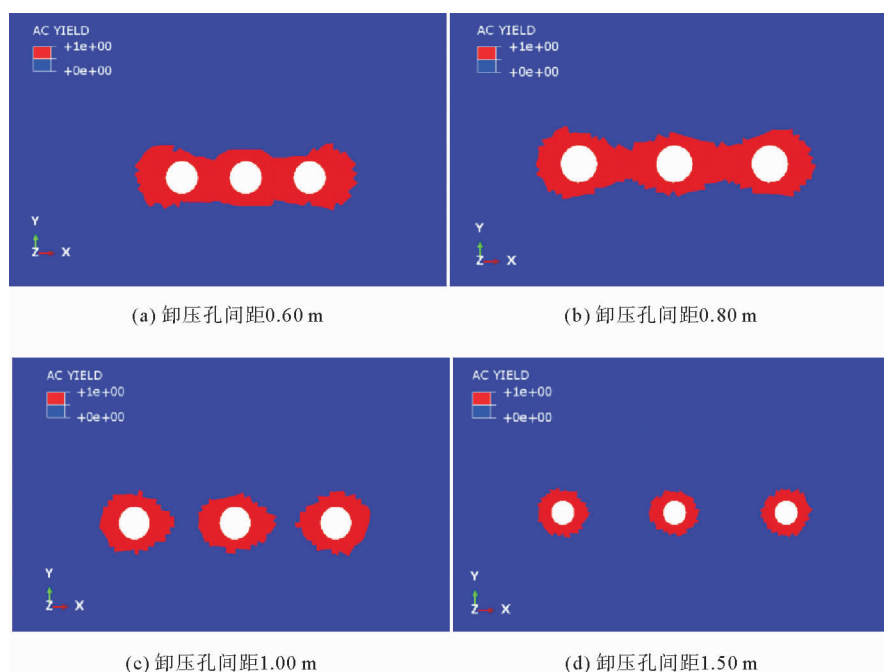 AC YIELD
+1e+00
+0e+00
Y
Z X
AC YIELD
+1e+00
+0e+00
Y
Z X
(a) 卸压孔间距0.60 m
(b) 卸压孔间距0.80 m
AC YIELD
+1e+00
+0e+00
Y
Z X
AC YIELD
+1e+00
+0e+00
Y
Z X
(c) 卸压孔间距1.00 m
(d) 卸压孔间距1.50 m